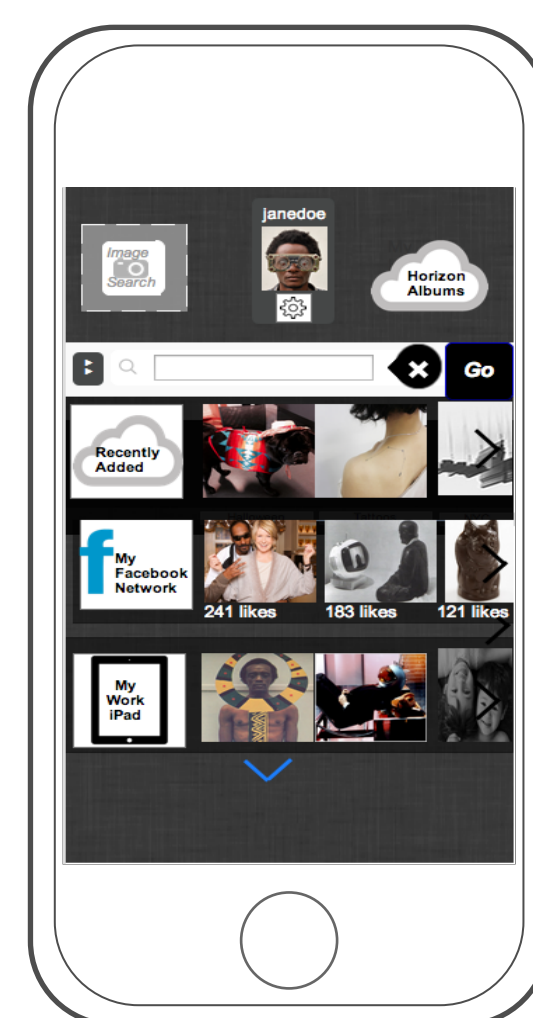 janedoe
Image
Search
Horizon
Albums
Go
Recently
Added
f
My
Facebook
Network
241 likes
183 likes
121 likes
My
Work
iPad